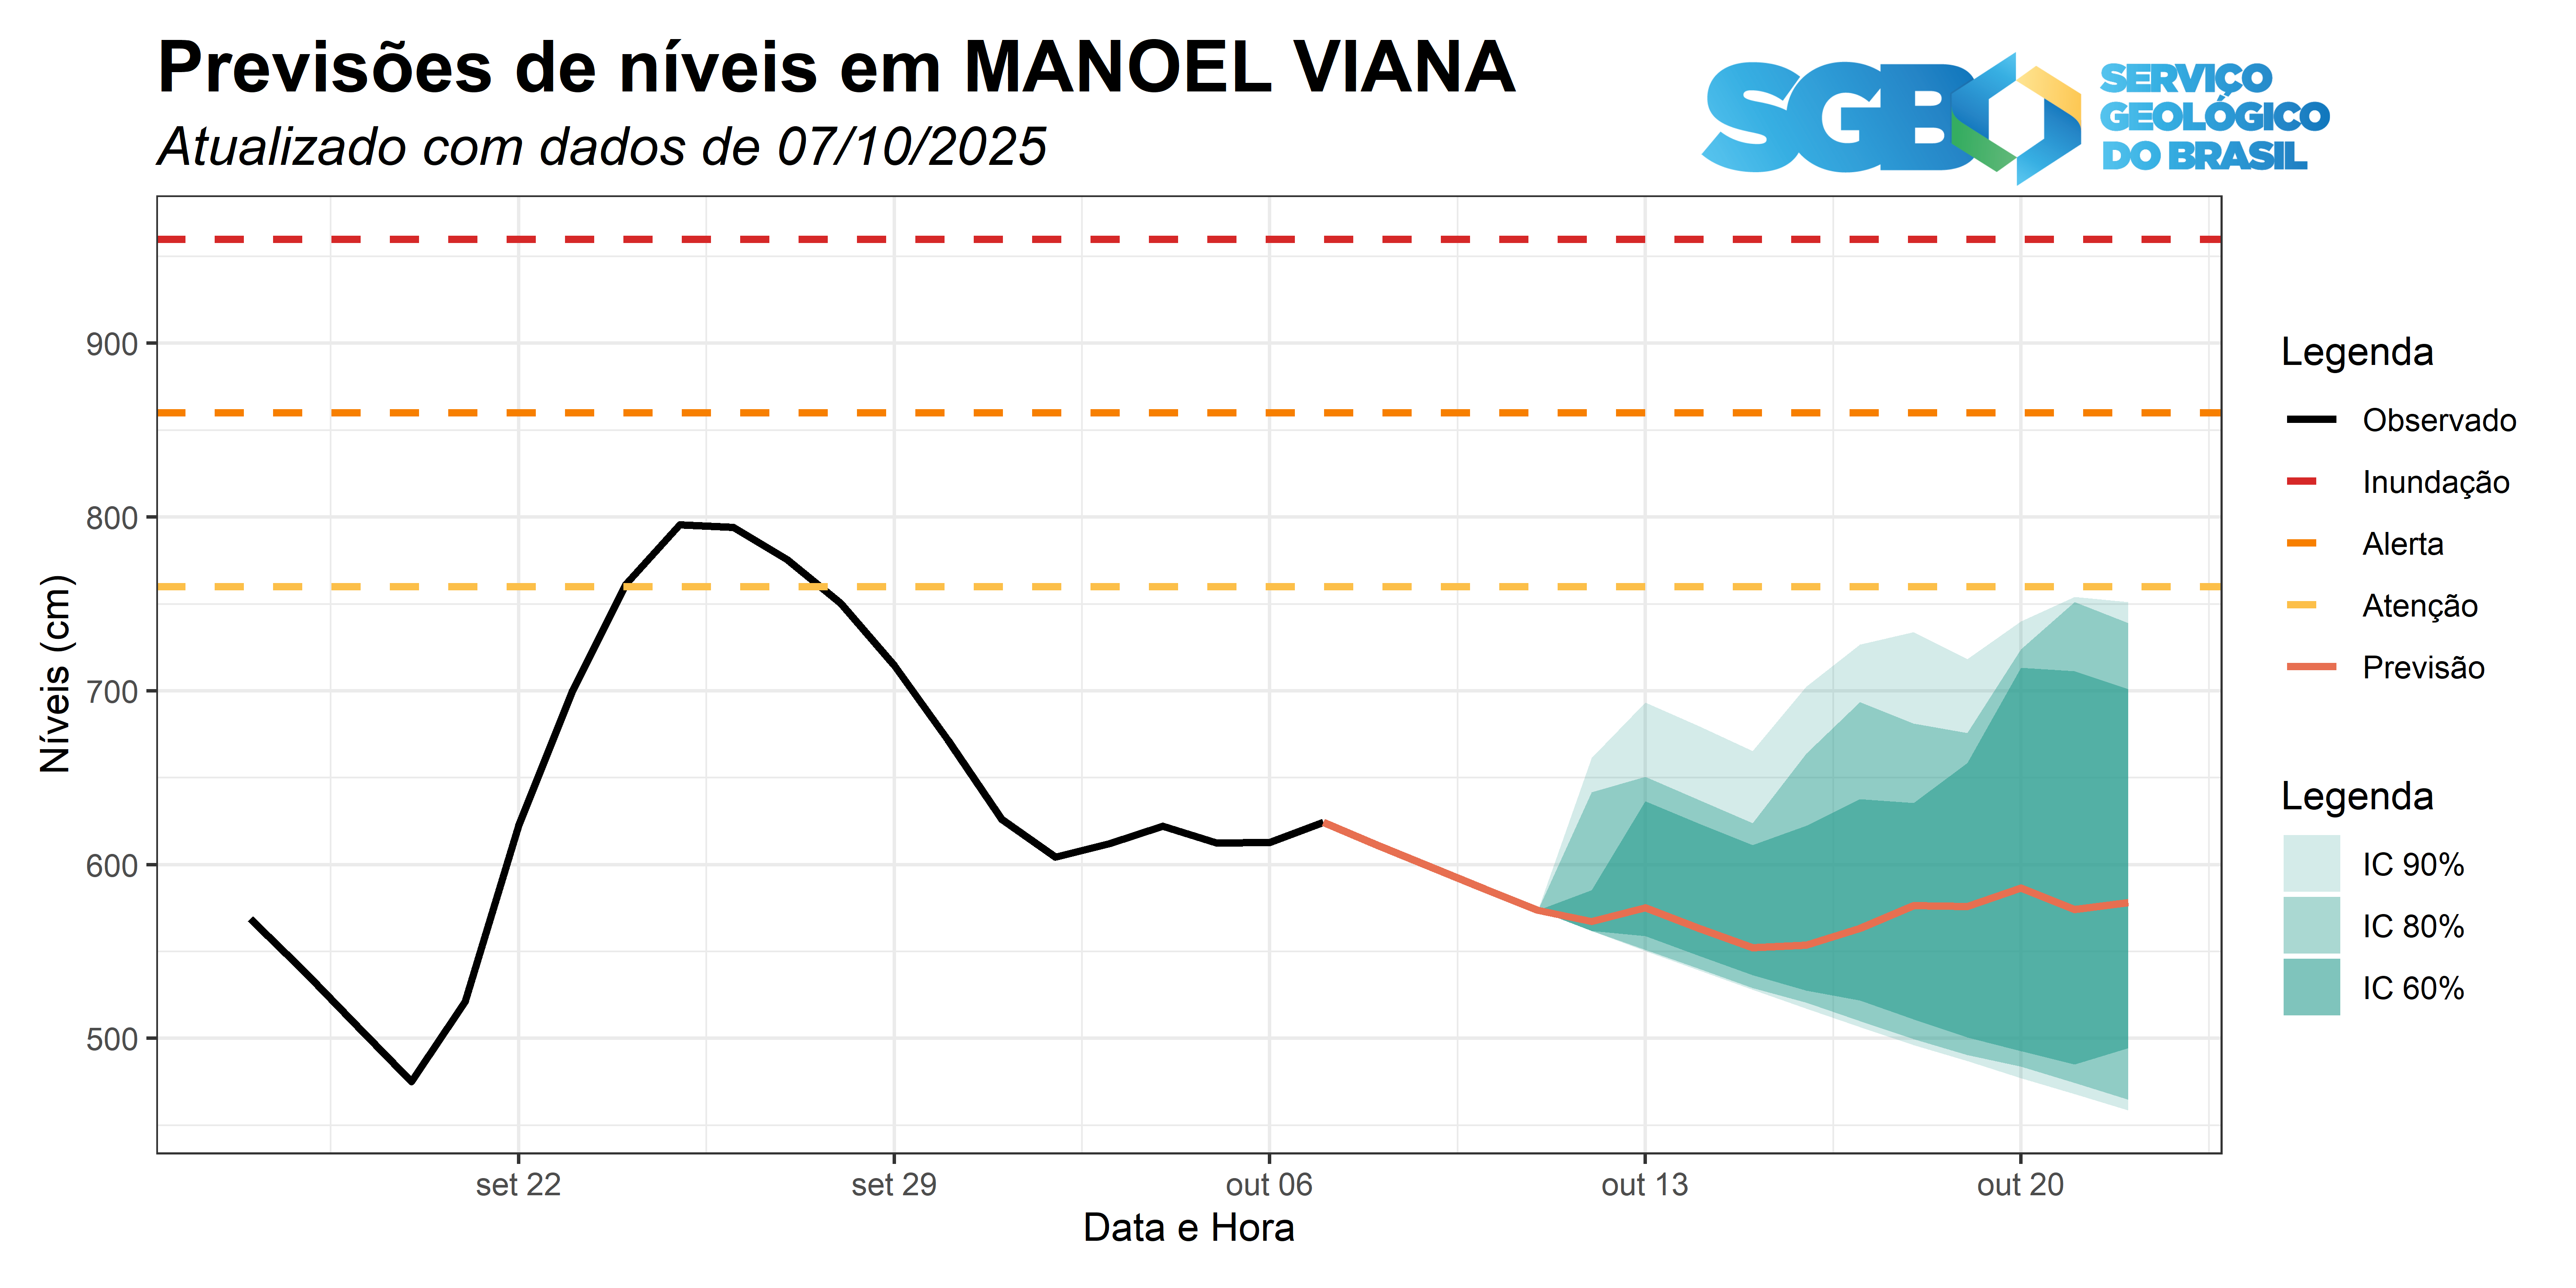 Previsões de níveis em MANOEL VIANA
Atualizado com dados de 07/10/2025
SGB
SERVIÇO
GEOLÓGICO
DO BRASIL
Níveis (cm)
900
800
700
600
500
set 22
set 29
out 06
out 13
out 20
Data e Hora
Legenda
Observado
Inundação
Alerta
Atenção
Previsão
Legenda
IC 90%
IC 80%
IC 60%